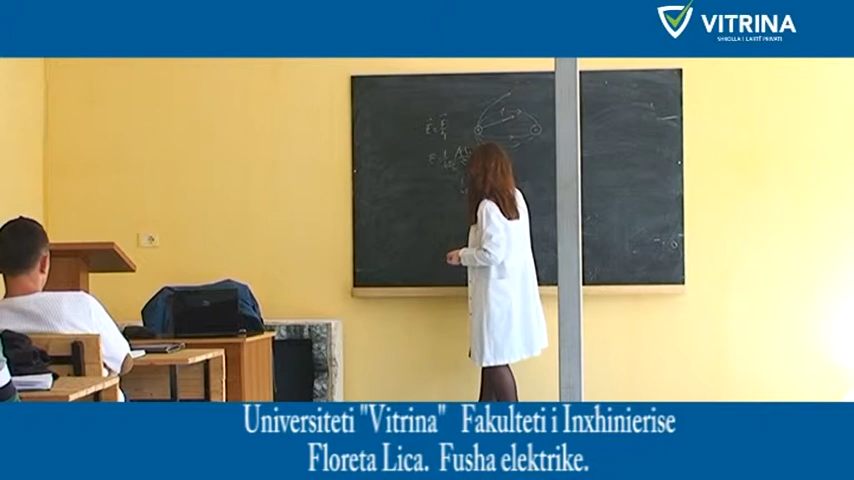 VITRINA
SHKOLLA E LARTË PRIVATE
Universiteti "Vitrina" Fakulteti i Inxhinierise
Floreta Lica. Fusha elektrike.